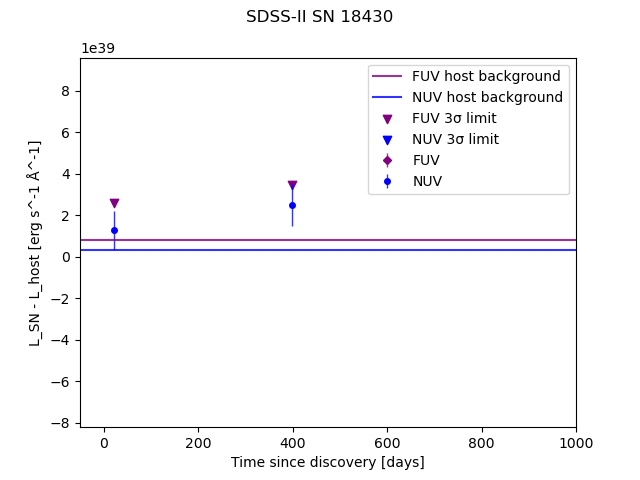 SDSS-II SN 18430
1e39
FUV host background
NUV host background
FUV 3σ limit
NUV 3σ limit
FUV
NUV
L_SN - L_host [erg s^-1 Å^-1]
8
6
4
2
0
−2
−4
−6
−8
0 200 400 600 800 1000
Time since discovery [days]